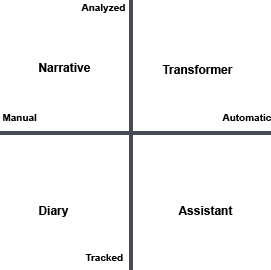 Analyzed
Narrative
Transformer
Manual
Automatic
Diary
Assistant
Tracked